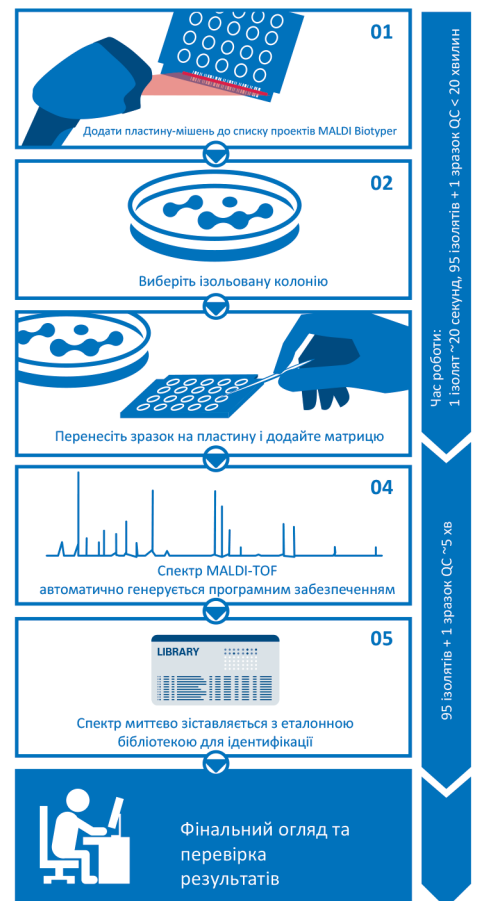 01
Додати пластину-мішень до списку проектів MALDI Biotyper
02
Виберіть ізольовану колонію
Перенесіть зразок на пластину і додайте матрицю
04
Спектр MALDI-TOF
автоматично генерується програмним забезпеченням
05
LIBRARY
Спектр миттєво зіставляється з еталонною
бібліотекою для ідентифікації
Фінальний огляд та
перевірка
результатів
Час роботи:
1 ізолят ~20 секунд, 95 ізолятів + 1 зразок QC < 20 хвилин
95 ізолятів + 1 зразок QC ~5 хв